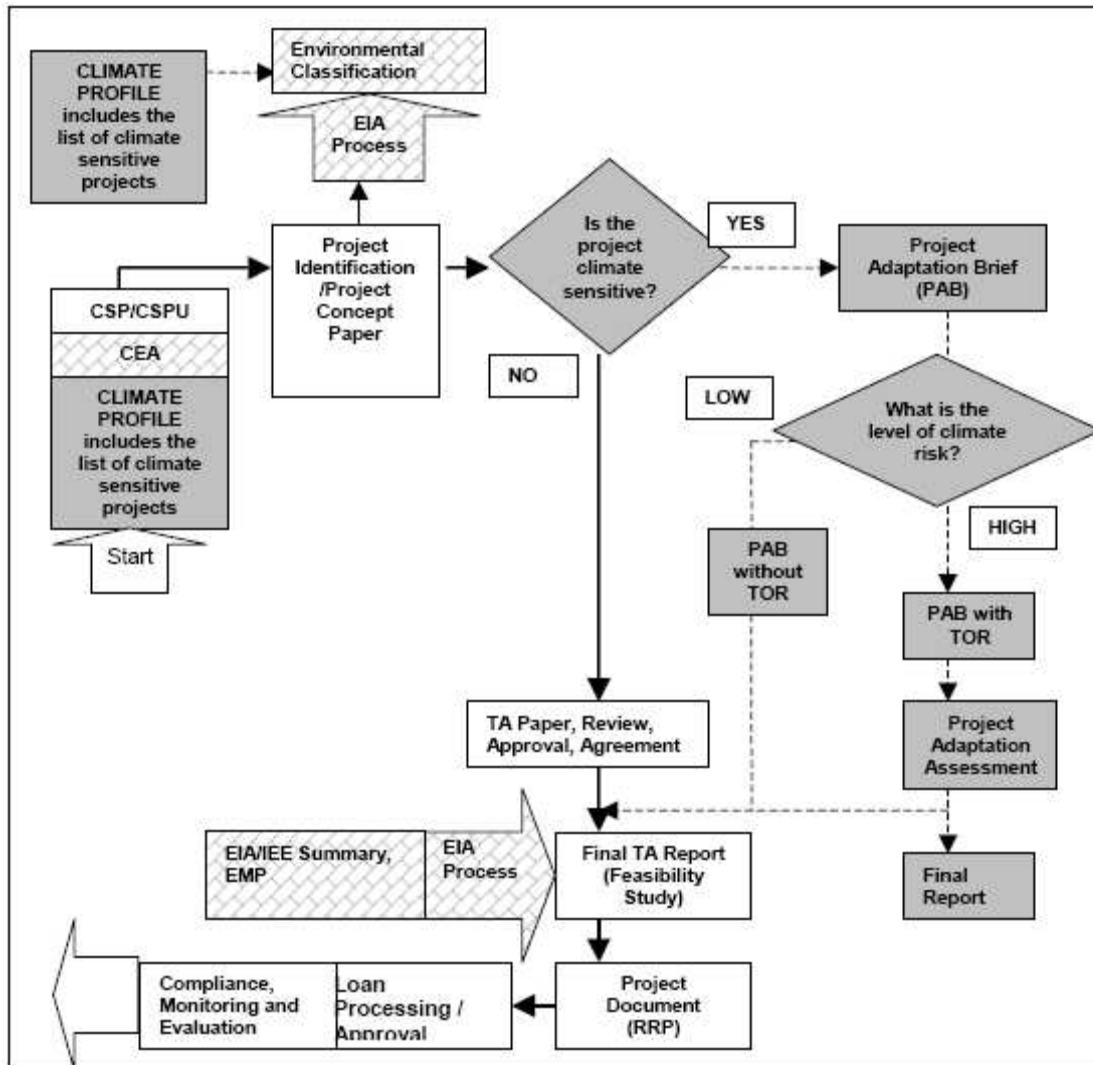 Environmental
Classification
CLIMATE
PROFILE
includes the
list of climate
sensitive
projects
EIA
Process
Project
Identification
/Project
Concept
Paper
Is the
project
climate
sensitive?
YES
Project
Adaptation Brief
(PAB)
CSP/CSPU
CEA
CLIMATE
PROFILE
includes the
list of climate
sensitive
projects
Start
NO
LOW
What is the
level of climate
risk?
HIGH
PAB
without
TOR
PAB with
TOR
TA Paper, Review,
Approval, Agreement
Project
Adaptation
Assessment
EIA/IEE Summary,
EMP
EIA
Process
Final TA Report
(Feasibility
Study)
Final
Report
Compliance,
Monitoring and
Evaluation
Loan
Processing /
Approval
Project
Document
(RRP)